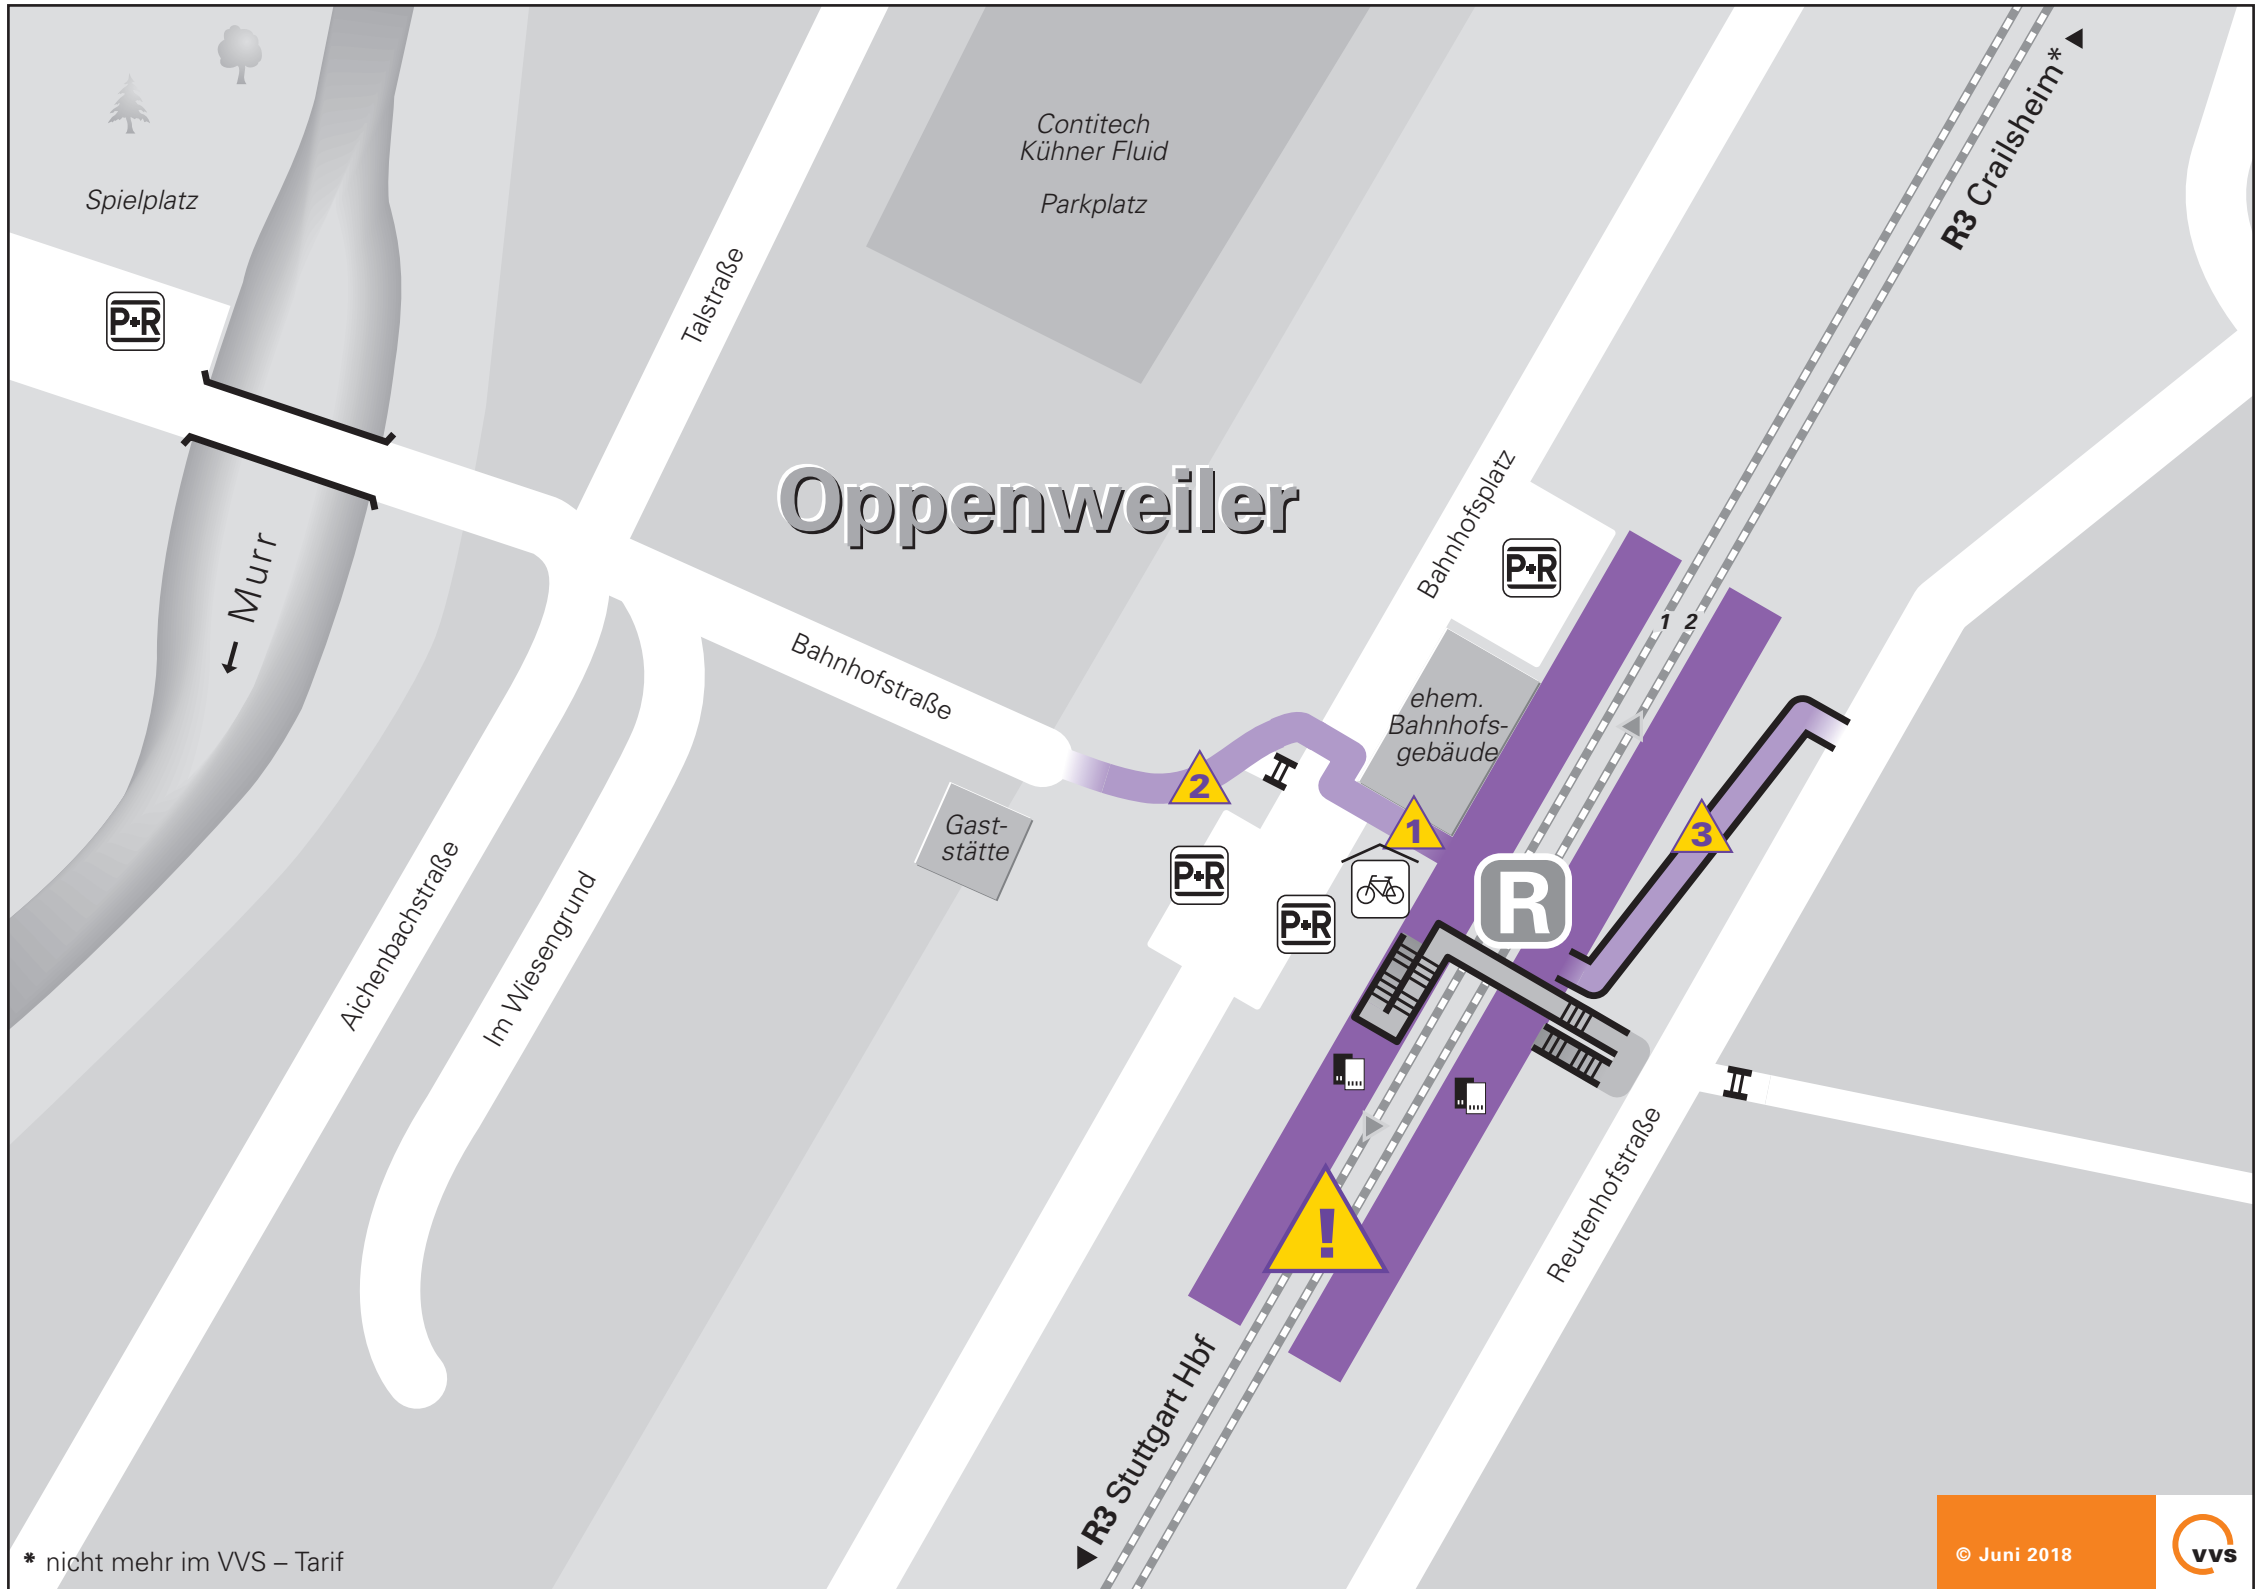 Contitech
Kühner Fluid
Parkplatz
R3 Crailsheim*
Spielplatz
P+R
Talstraße
Oppenweiler
Bahnhofsplatz
P+R
Murr
1 2
Bahnhofstraße
ehem.
Bahnhofs-
gebäude
2
1
3
Gast-
stätte
P+R
P+R
R
Aichenbachstraße
Im Wiesengrund
Reutenhofstraße
!
R3 Stuttgart Hbf
* nicht mehr im VVS – Tarif
© Juni 2018
vvs